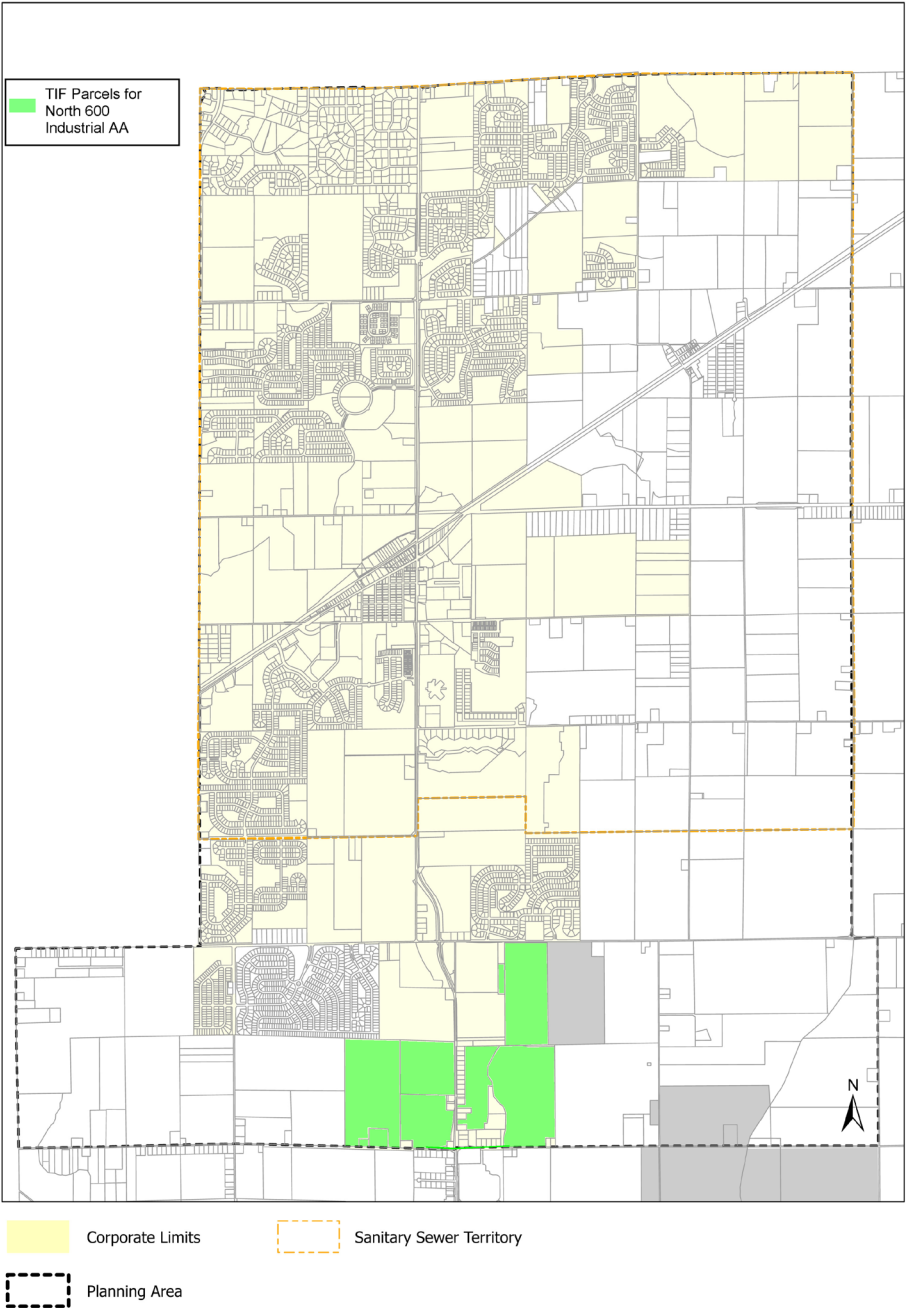 TIF Parcels for
North 600
Industrial AA
N
Corporate Limits
Sanitary Sewer Territory
Planning Area